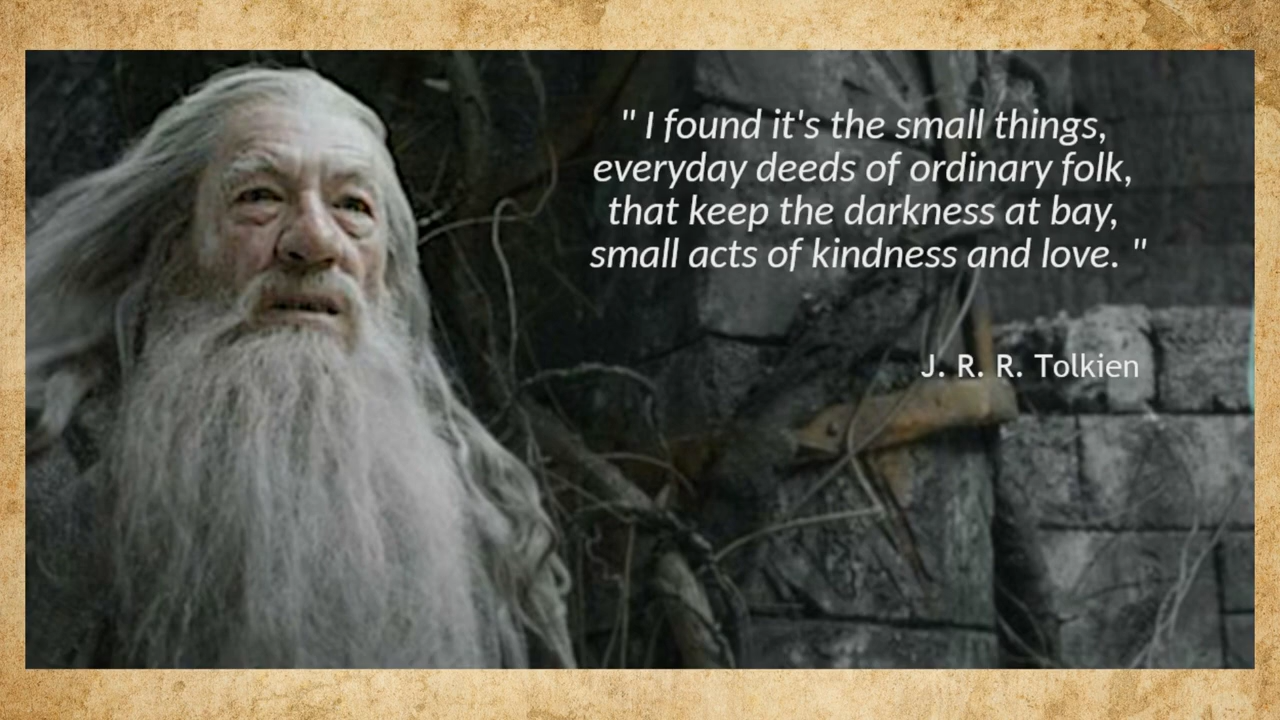 " I found it's the small things,
everyday deeds of ordinary folk,
that keep the darkness at bay,
small acts of kindness and love. "
J. R. R. Tolkien